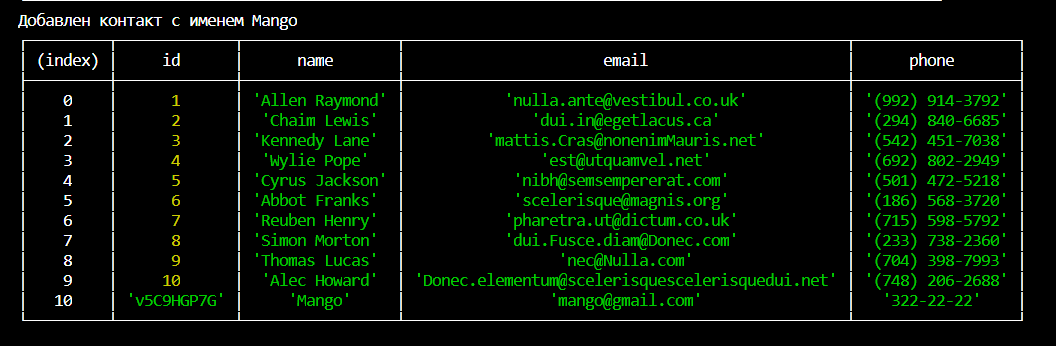 Добавлен контакт с именем Mango
(index) id name email phone
0 1 'Allen Raymond' 'nulla.ante@vestibul.co.uk' '(992) 914-3792'
1 2 'Chaim Lewis' 'dui.in@egetlacus.ca' '(294) 840-6685'
2 3 'Kennedy Lane' 'mattis.Cras@nonenimMauris.net' '(542) 451-7038'
3 4 'Wylie Pope' 'est@utquamvel.net' '(692) 802-2949'
4 5 'Cyrus Jackson' 'nibh@semsempererat.com' '(501) 472-5218'
5 6 'Abbot Franks' 'scelerisque@magnis.org' '(186) 568-3720'
6 7 'Reuben Henry' 'pharetra.ut@dictum.co.uk' '(715) 598-5792'
7 8 'Simon Morton' 'dui.Fusce.diam@Donec.com' '(233) 738-2360'
8 9 'Thomas Lucas' 'nec@Nulla.com' '(704) 398-7993'
9 10 'Alec Howard' 'Donec.elementum@scelerisquescelerisquedui.net' '(748) 206-2688'
10 'v5C9HGP7G' 'Mango' 'mango@gmail.com' '322-22-22'